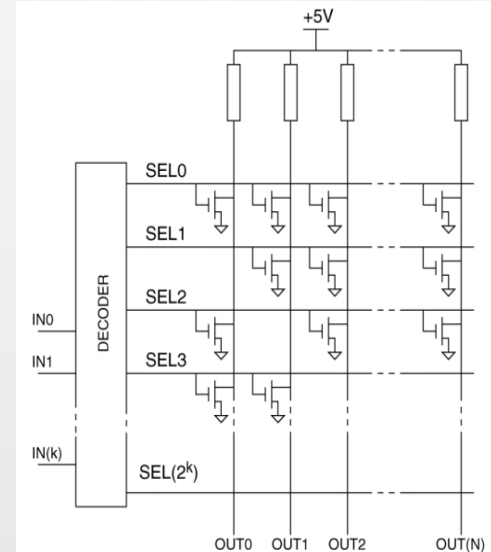 +5V
SEL0
SEL1
SEL2
IN0
DECODER
IN1
SEL3
IN(k)
SEL(2ᵏ)
OUT0 OUT1 OUT2 OUT(N)